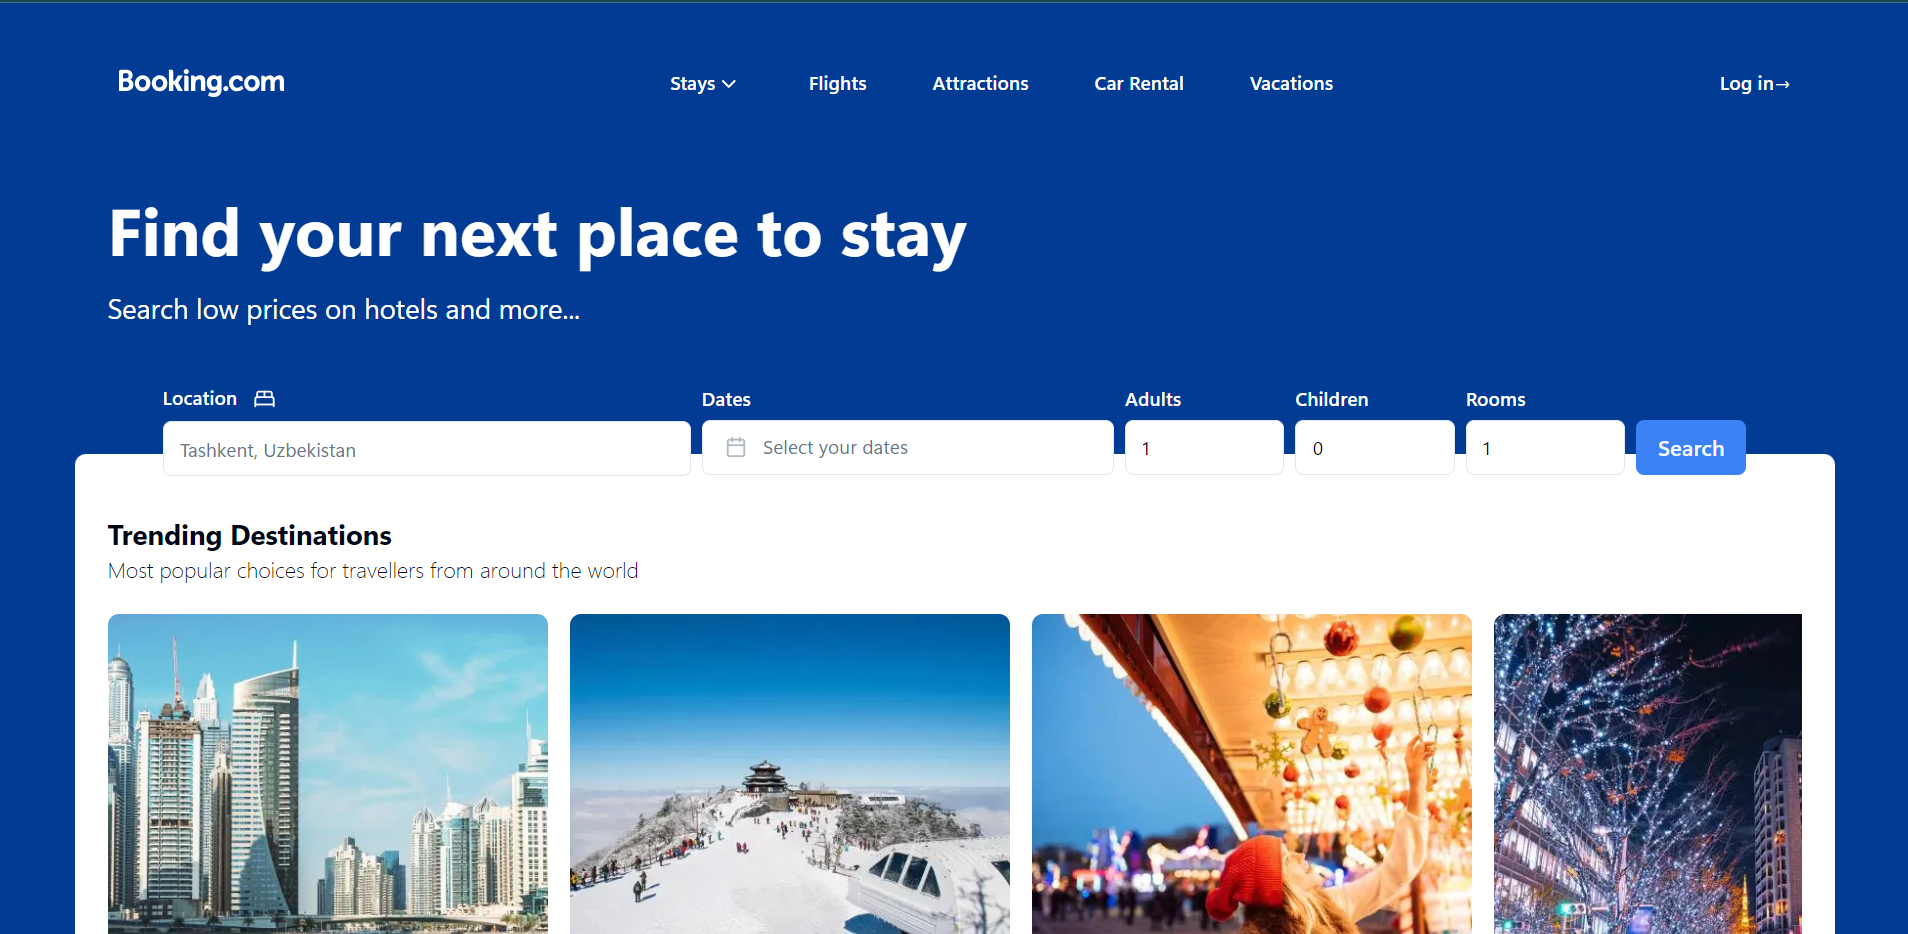 Booking.com
Stays Flights Attractions Car Rental Vacations
Log in→
Find your next place to stay
Search low prices on hotels and more...
Location
Tashkent, Uzbekistan
Dates
Select your dates
Adults
1
Children
0
Rooms
1
Search
Trending Destinations
Most popular choices for travellers from around the world